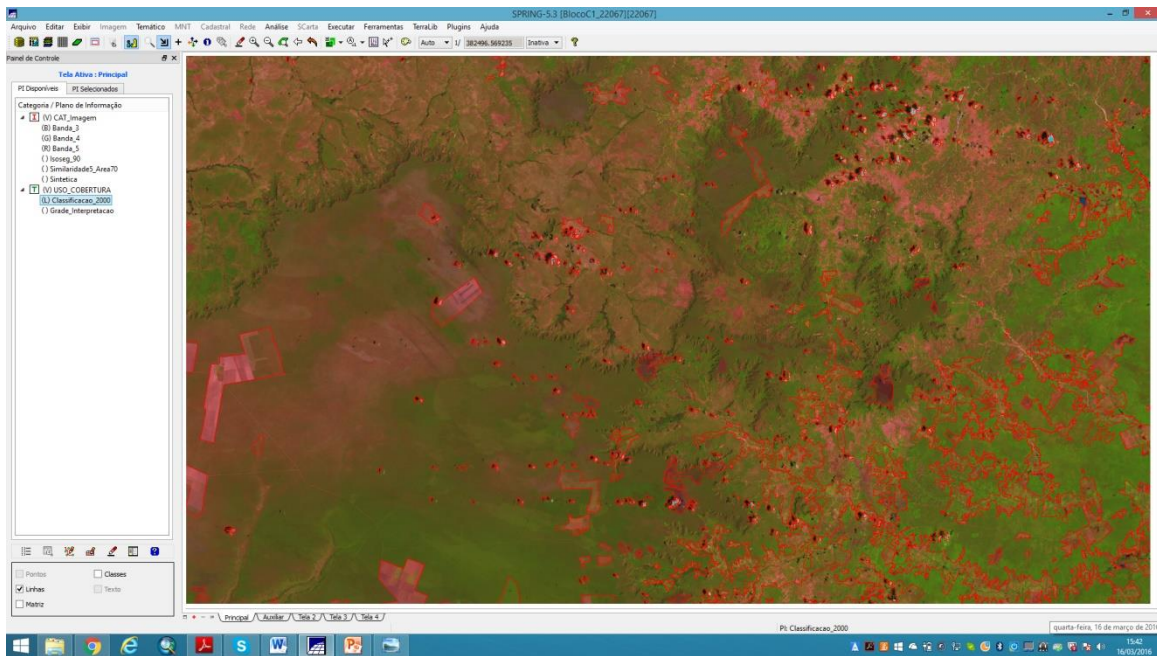 SPRING-5.3 [BlocoC1_22067][22067]
Arquivo Editar Exibir Imagem Temático MNT Cadastral Rede Análise SCarta Executar Ferramentas TerraLib Plugins Ajuda
Auto 1/ 382496.569235 Inativa
Painel de Controle
Tela Ativa : Principal
PI Disponíveis PI Selecionados
Categoria / Plano de Informação
(V) CAT_Imagem
(B) Banda_3
(G) Banda_4
(R) Banda_5
( ) Isoseg_90
( ) Similaridade5_Area70
( ) Sintetica
(V) USO_COBERTURA
(L) Classificacao_2000
( ) Grade_Interpretacao
Pontos Classes
Linhas Texto
Matriz
Principal Auxiliar Tela 2 Tela 3 Tela 4
PI: Classificacao_2000
quarta-feira, 16 de março de 2016
15:42
16/03/2016